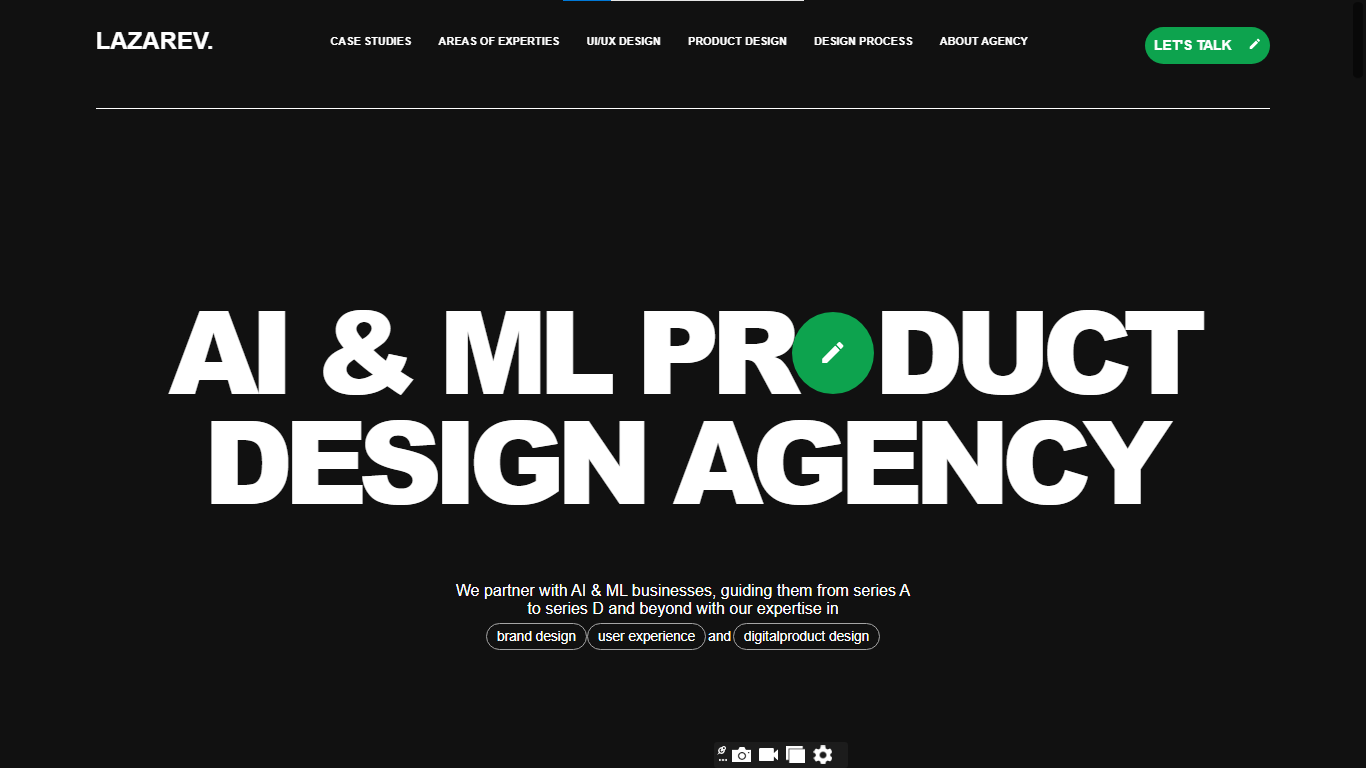 LAZAREV.
CASE STUDIES AREAS OF EXPERTIES UI/UX DESIGN PRODUCT DESIGN DESIGN PROCESS ABOUT AGENCY
LET'S TALK
AI & ML PR DUCT
DESIGN AGENCY
We partner with AI & ML businesses, guiding them from series A
to series D and beyond with our expertise in
brand design user experience and digitalproduct design